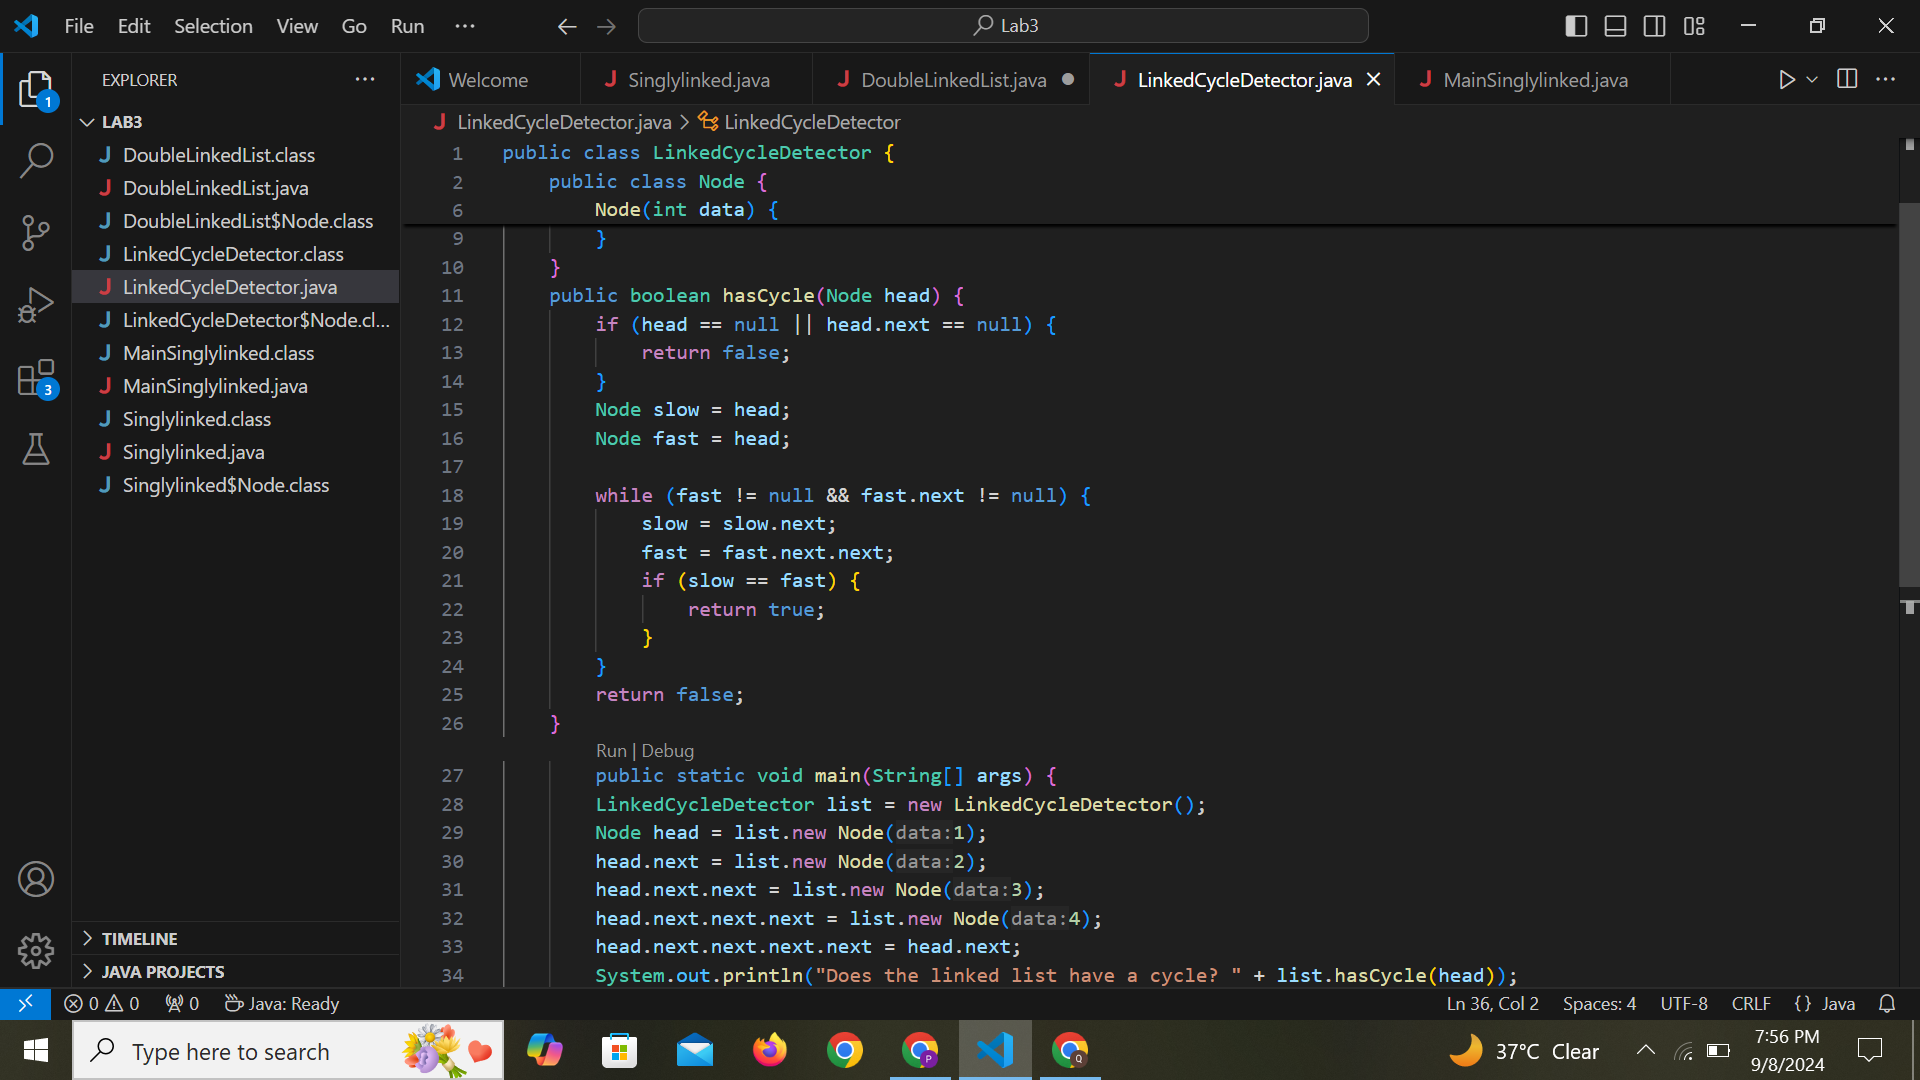 File Edit Selection View Go Run ··· Lab3
EXPLORER ···
Welcome Singlylinked.java DoubleLinkedList.java LinkedCycleDetector.java MainSinglylinked.java
LAB3
DoubleLinkedList.class
DoubleLinkedList.java
DoubleLinkedList$Node.class
LinkedCycleDetector.class
LinkedCycleDetector.java
LinkedCycleDetector$Node.cl...
MainSinglylinked.class
MainSinglylinked.java
Singlylinked.class
Singlylinked.java
Singlylinked$Node.class
1
3
TIMELINE
JAVA PROJECTS
LinkedCycleDetector.java > LinkedCycleDetector
1 public class LinkedCycleDetector {
2 public class Node {
6 Node(int data) {
9 }
10 }
11 public boolean hasCycle(Node head) {
12 if (head == null || head.next == null) {
13 return false;
14 }
15 Node slow = head;
16 Node fast = head;
17
18 while (fast != null && fast.next != null) {
19 slow = slow.next;
20 fast = fast.next.next;
21 if (slow == fast) {
22 return true;
23 }
24 }
25 return false;
26 }
Run | Debug
27 public static void main(String[] args) {
28 LinkedCycleDetector list = new LinkedCycleDetector();
29 Node head = list.new Node(data:1);
30 head.next = list.new Node(data:2);
31 head.next.next = list.new Node(data:3);
32 head.next.next.next = list.new Node(data:4);
33 head.next.next.next.next = head.next;
34 System.out.println("Does the linked list have a cycle? " + list.hasCycle(head));
0 0 0 Java: Ready Ln 36, Col 2 Spaces: 4 UTF-8 CRLF {} Java
Type here to search P Q 37°C Clear 7:56 PM
9/8/2024